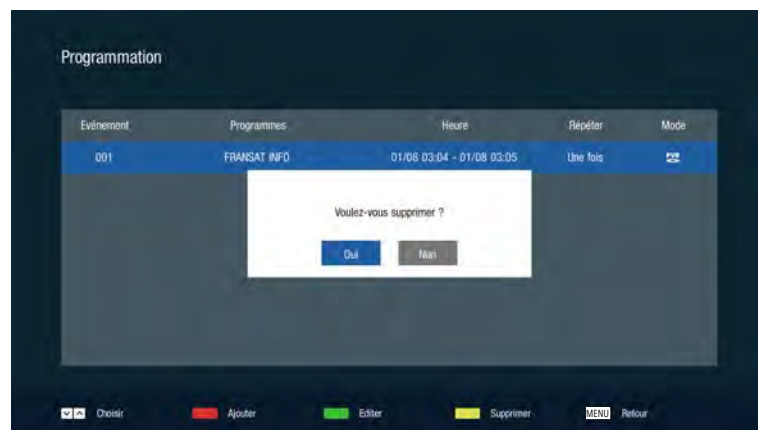 Programmation
Evénement Programmes Heure Répéter Mode
001 FRANSAT INFO 01/08 03:04 - 01/08 03:05 Une fois PVR
Voulez-vous supprimer ?
Oui Non
Choisir Ajouter Editer Supprimer MENU Retour